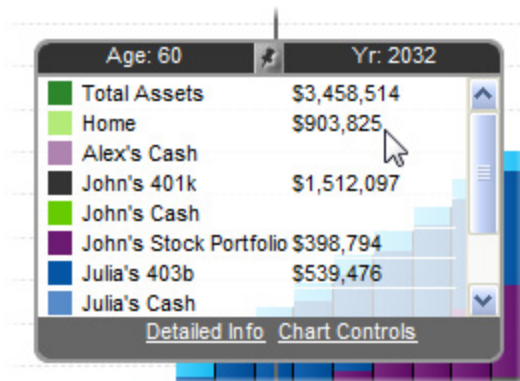 Age: 60 Yr: 2032
Total Assets $3,458,514
Home $903,825
Alex's Cash
John's 401k $1,512,097
John's Cash
John's Stock Portfolio $398,794
Julia's 403b $539,476
Julia's Cash
Detailed Info Chart Controls